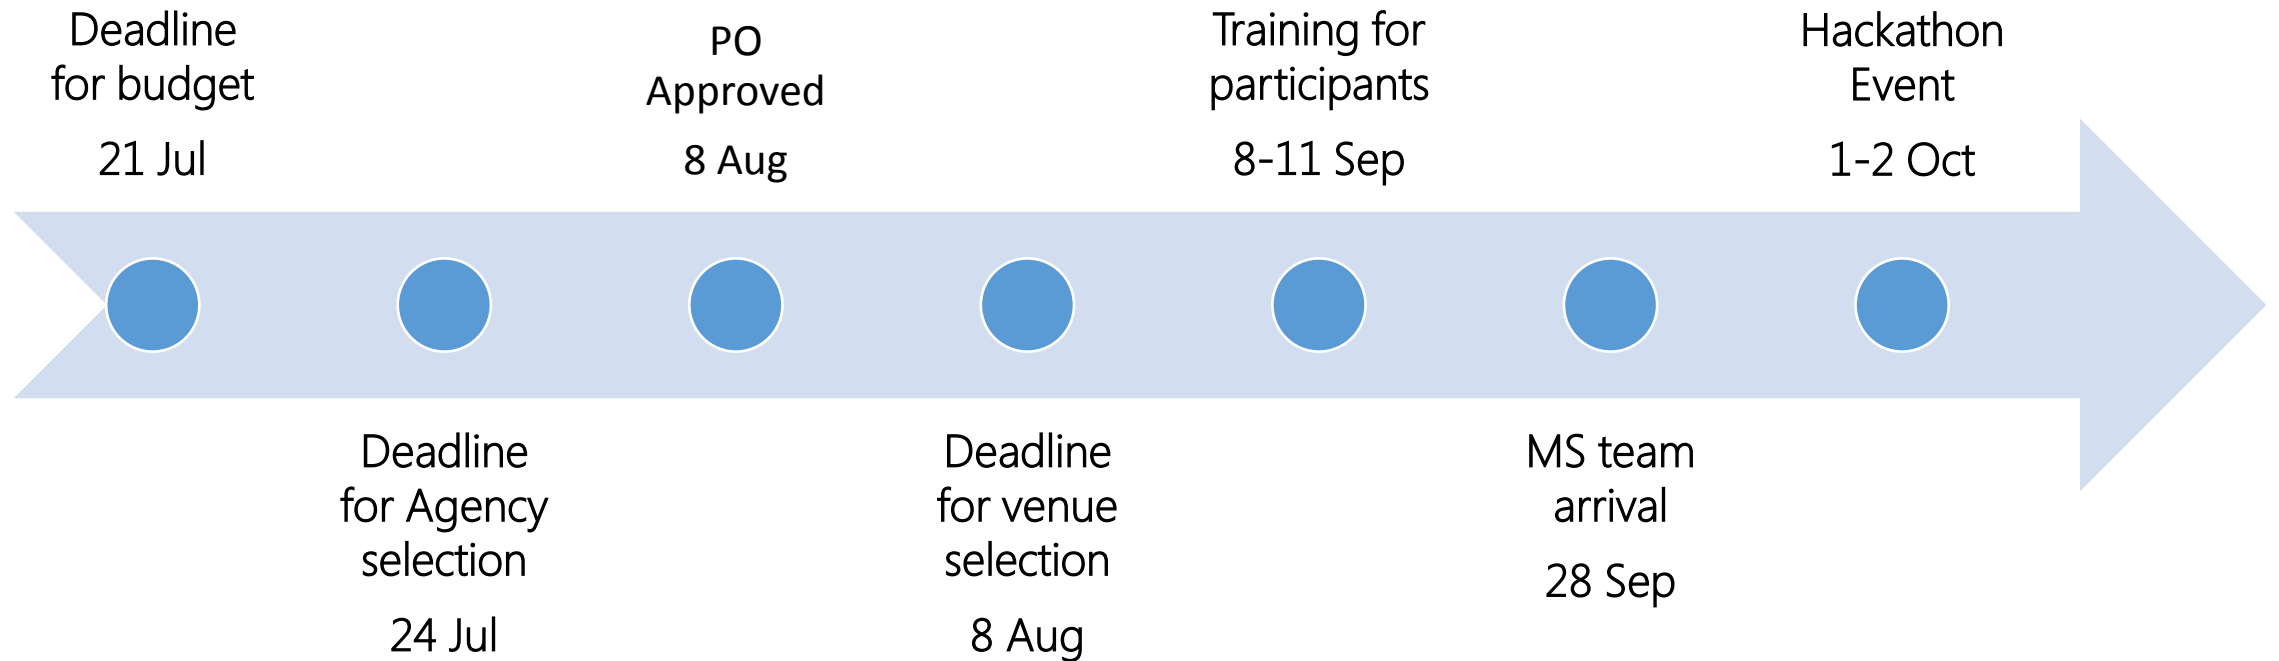 Deadline
for budget
21 Jul
Deadline
for Agency
selection
24 Jul
PO
Approved
8 Aug
Deadline
for venue
selection
8 Aug
Training for
participants
8-11 Sep
MS team
arrival
28 Sep
Hackathon
Event
1-2 Oct